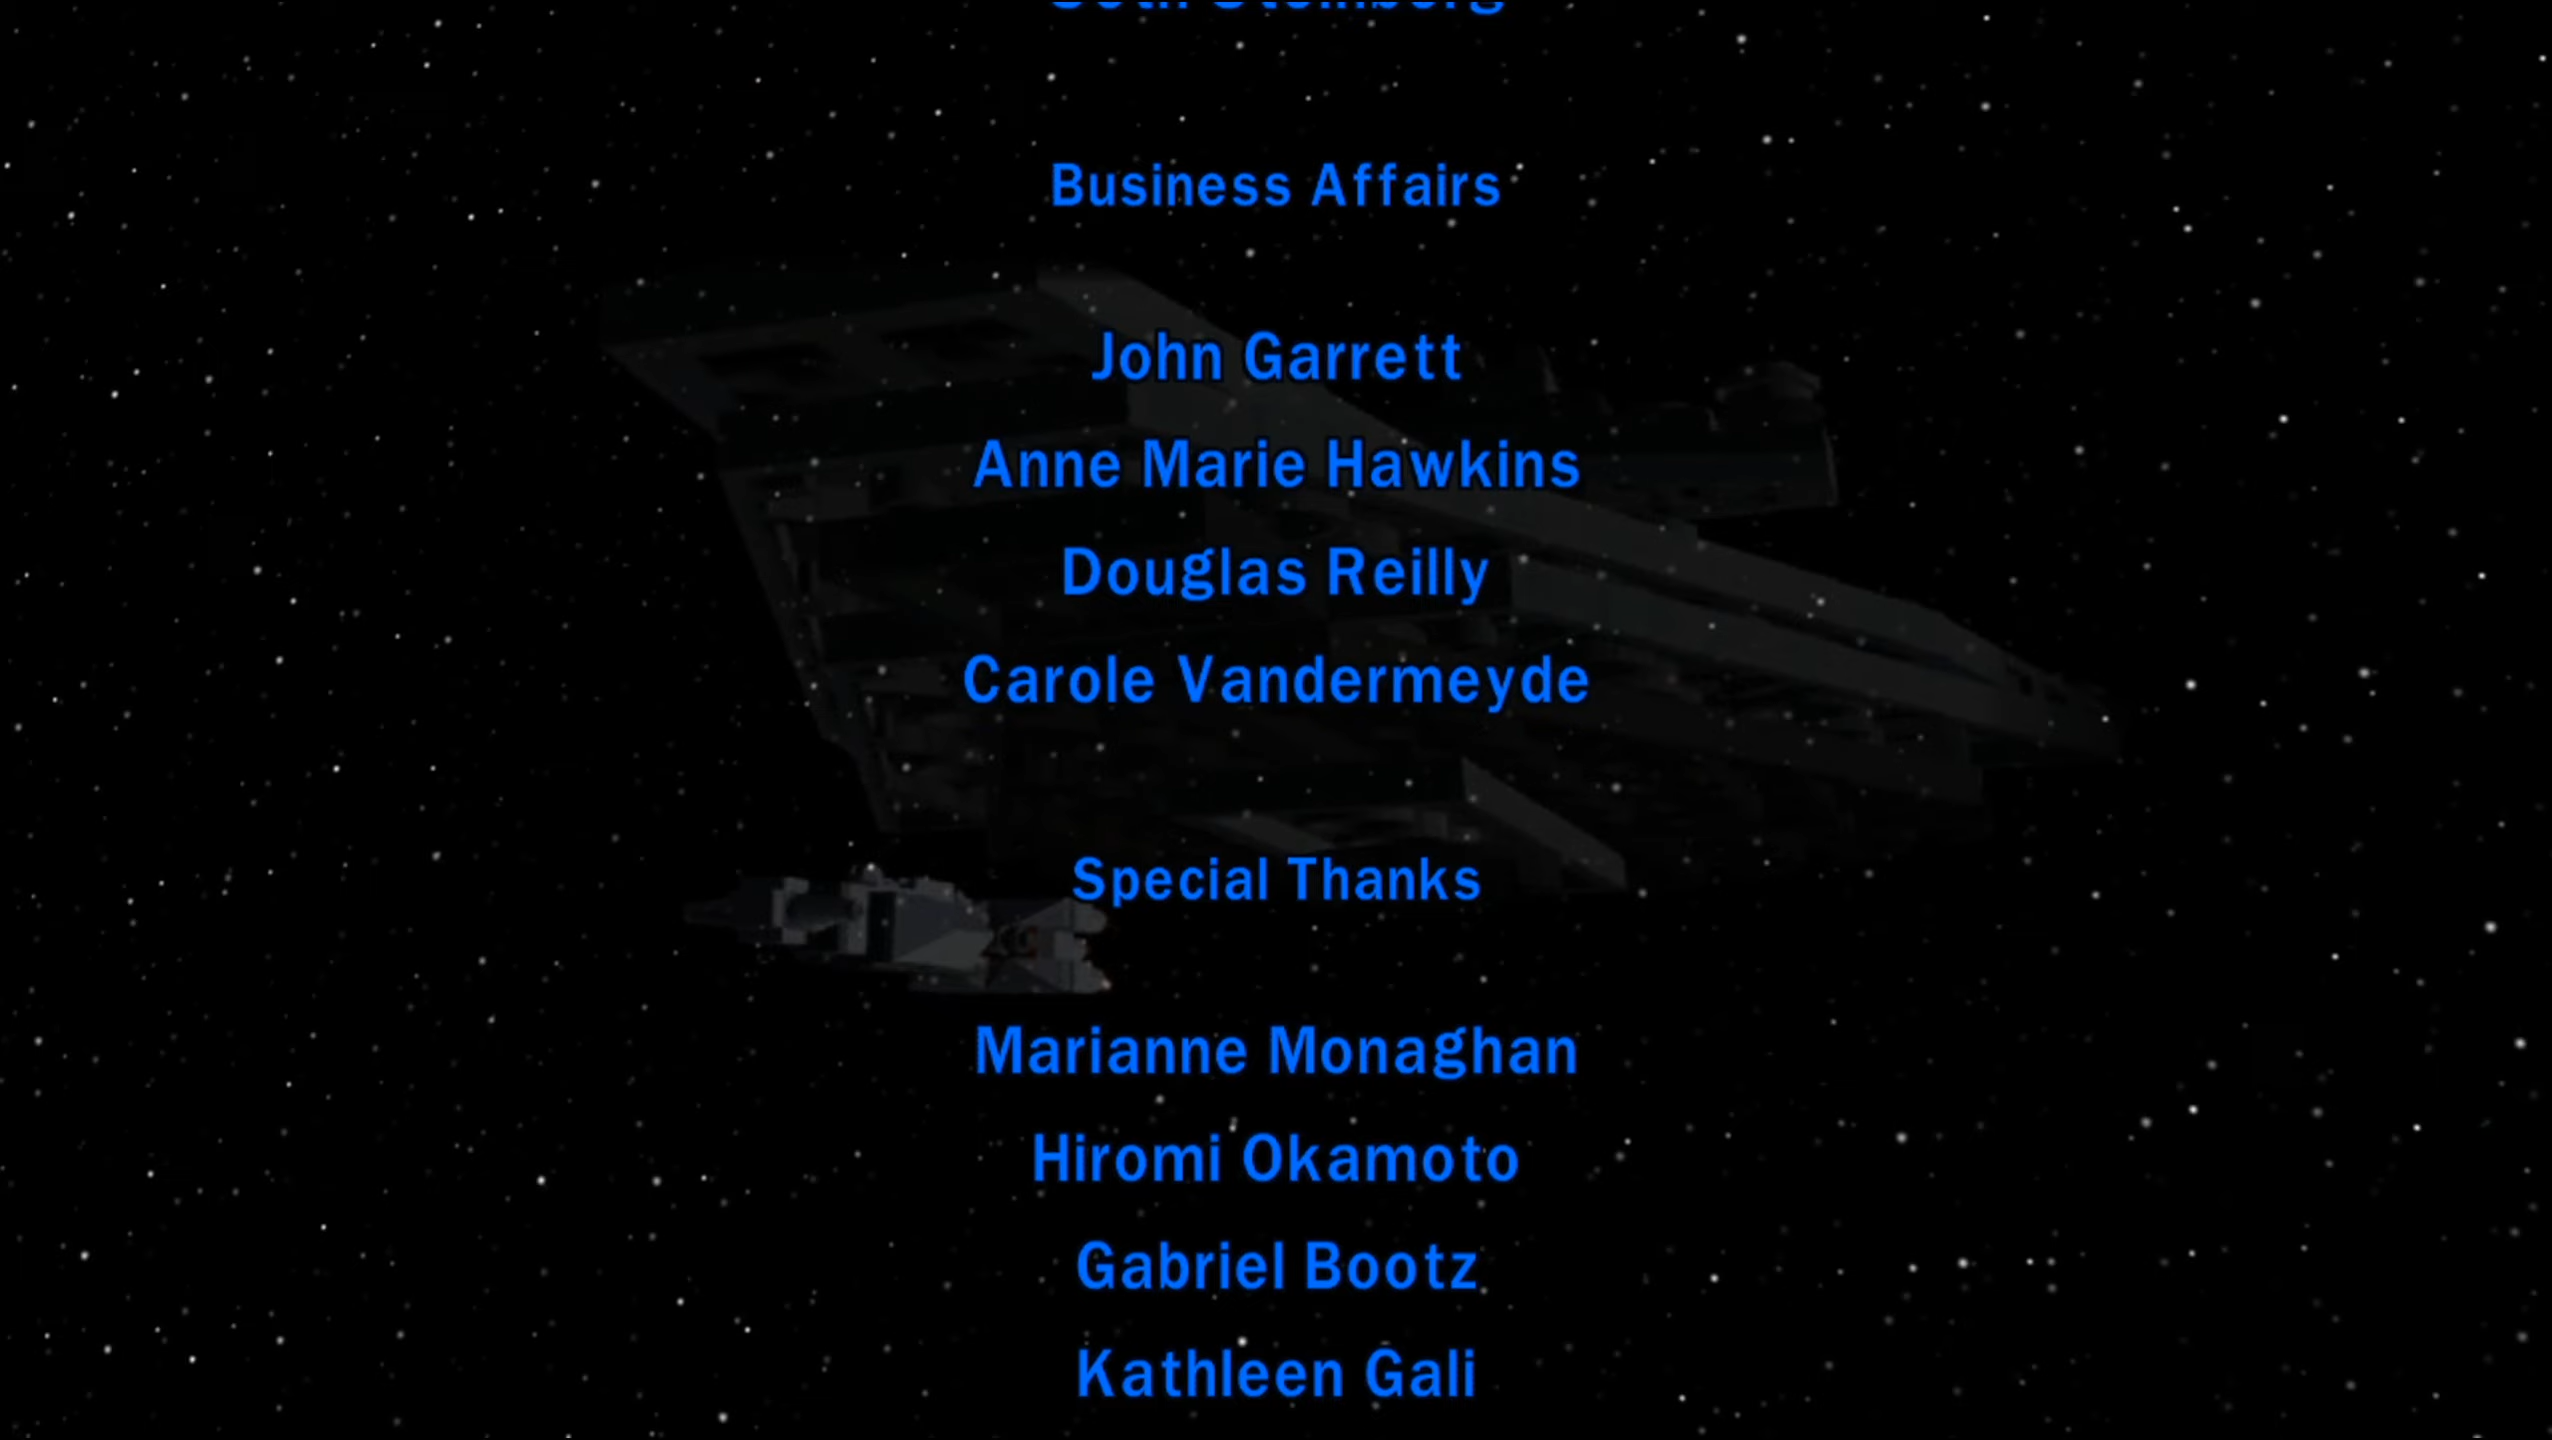 Business Affairs
John Garrett
Anne Marie Hawkins
Douglas Reilly
Carole Vandermeyde
Special Thanks
Marianne Monaghan
Hiromi Okamoto
Gabriel Bootz
Kathleen Gali